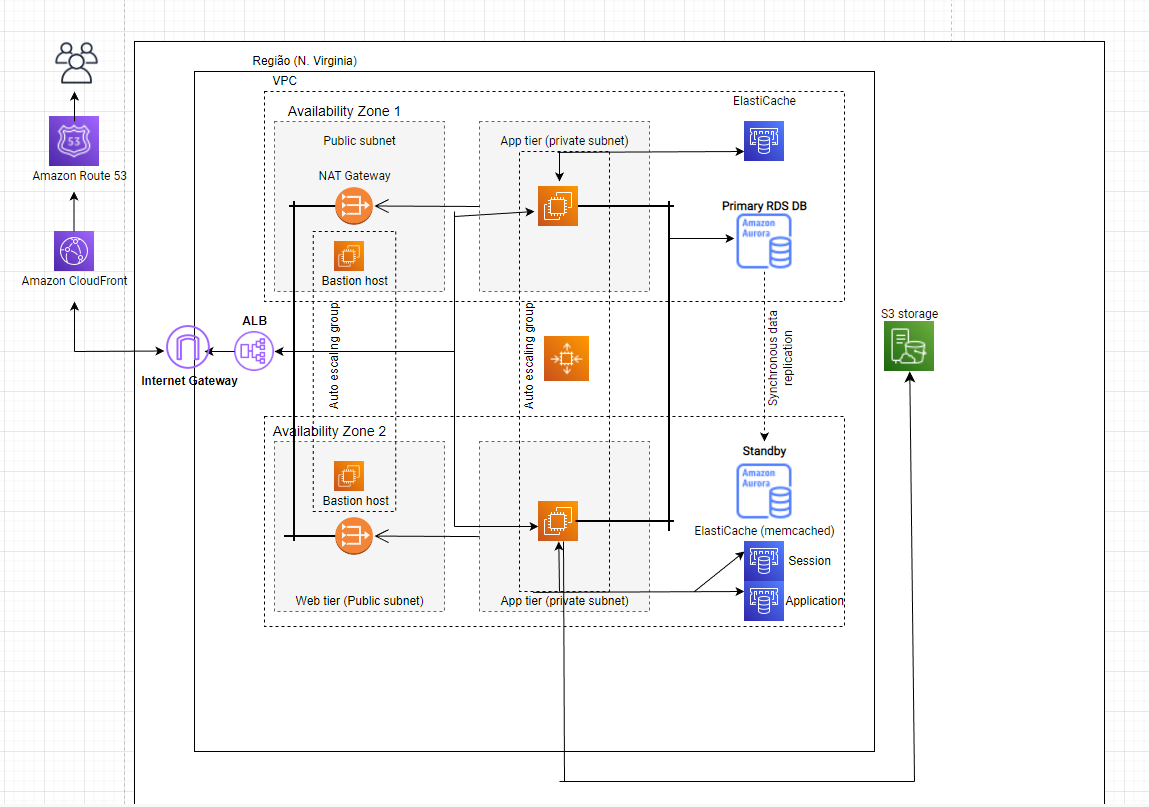 Região (N. Virginia)
VPC
Availability Zone 1
Public subnet
NAT Gateway
Bastion host
App tier (private subnet)
ElastiCache
Primary RDS DB
Amazon
Aurora
53
Amazon Route 53
Amazon CloudFront
Internet Gateway
ALB
Auto escaling group
Auto escaling group
Synchronous data
replication
S3 storage
Availability Zone 2
Bastion host
Web tier (Public subnet)
App tier (private subnet)
Standby
Amazon
Aurora
ElastiCache (memcached)
Session
Application